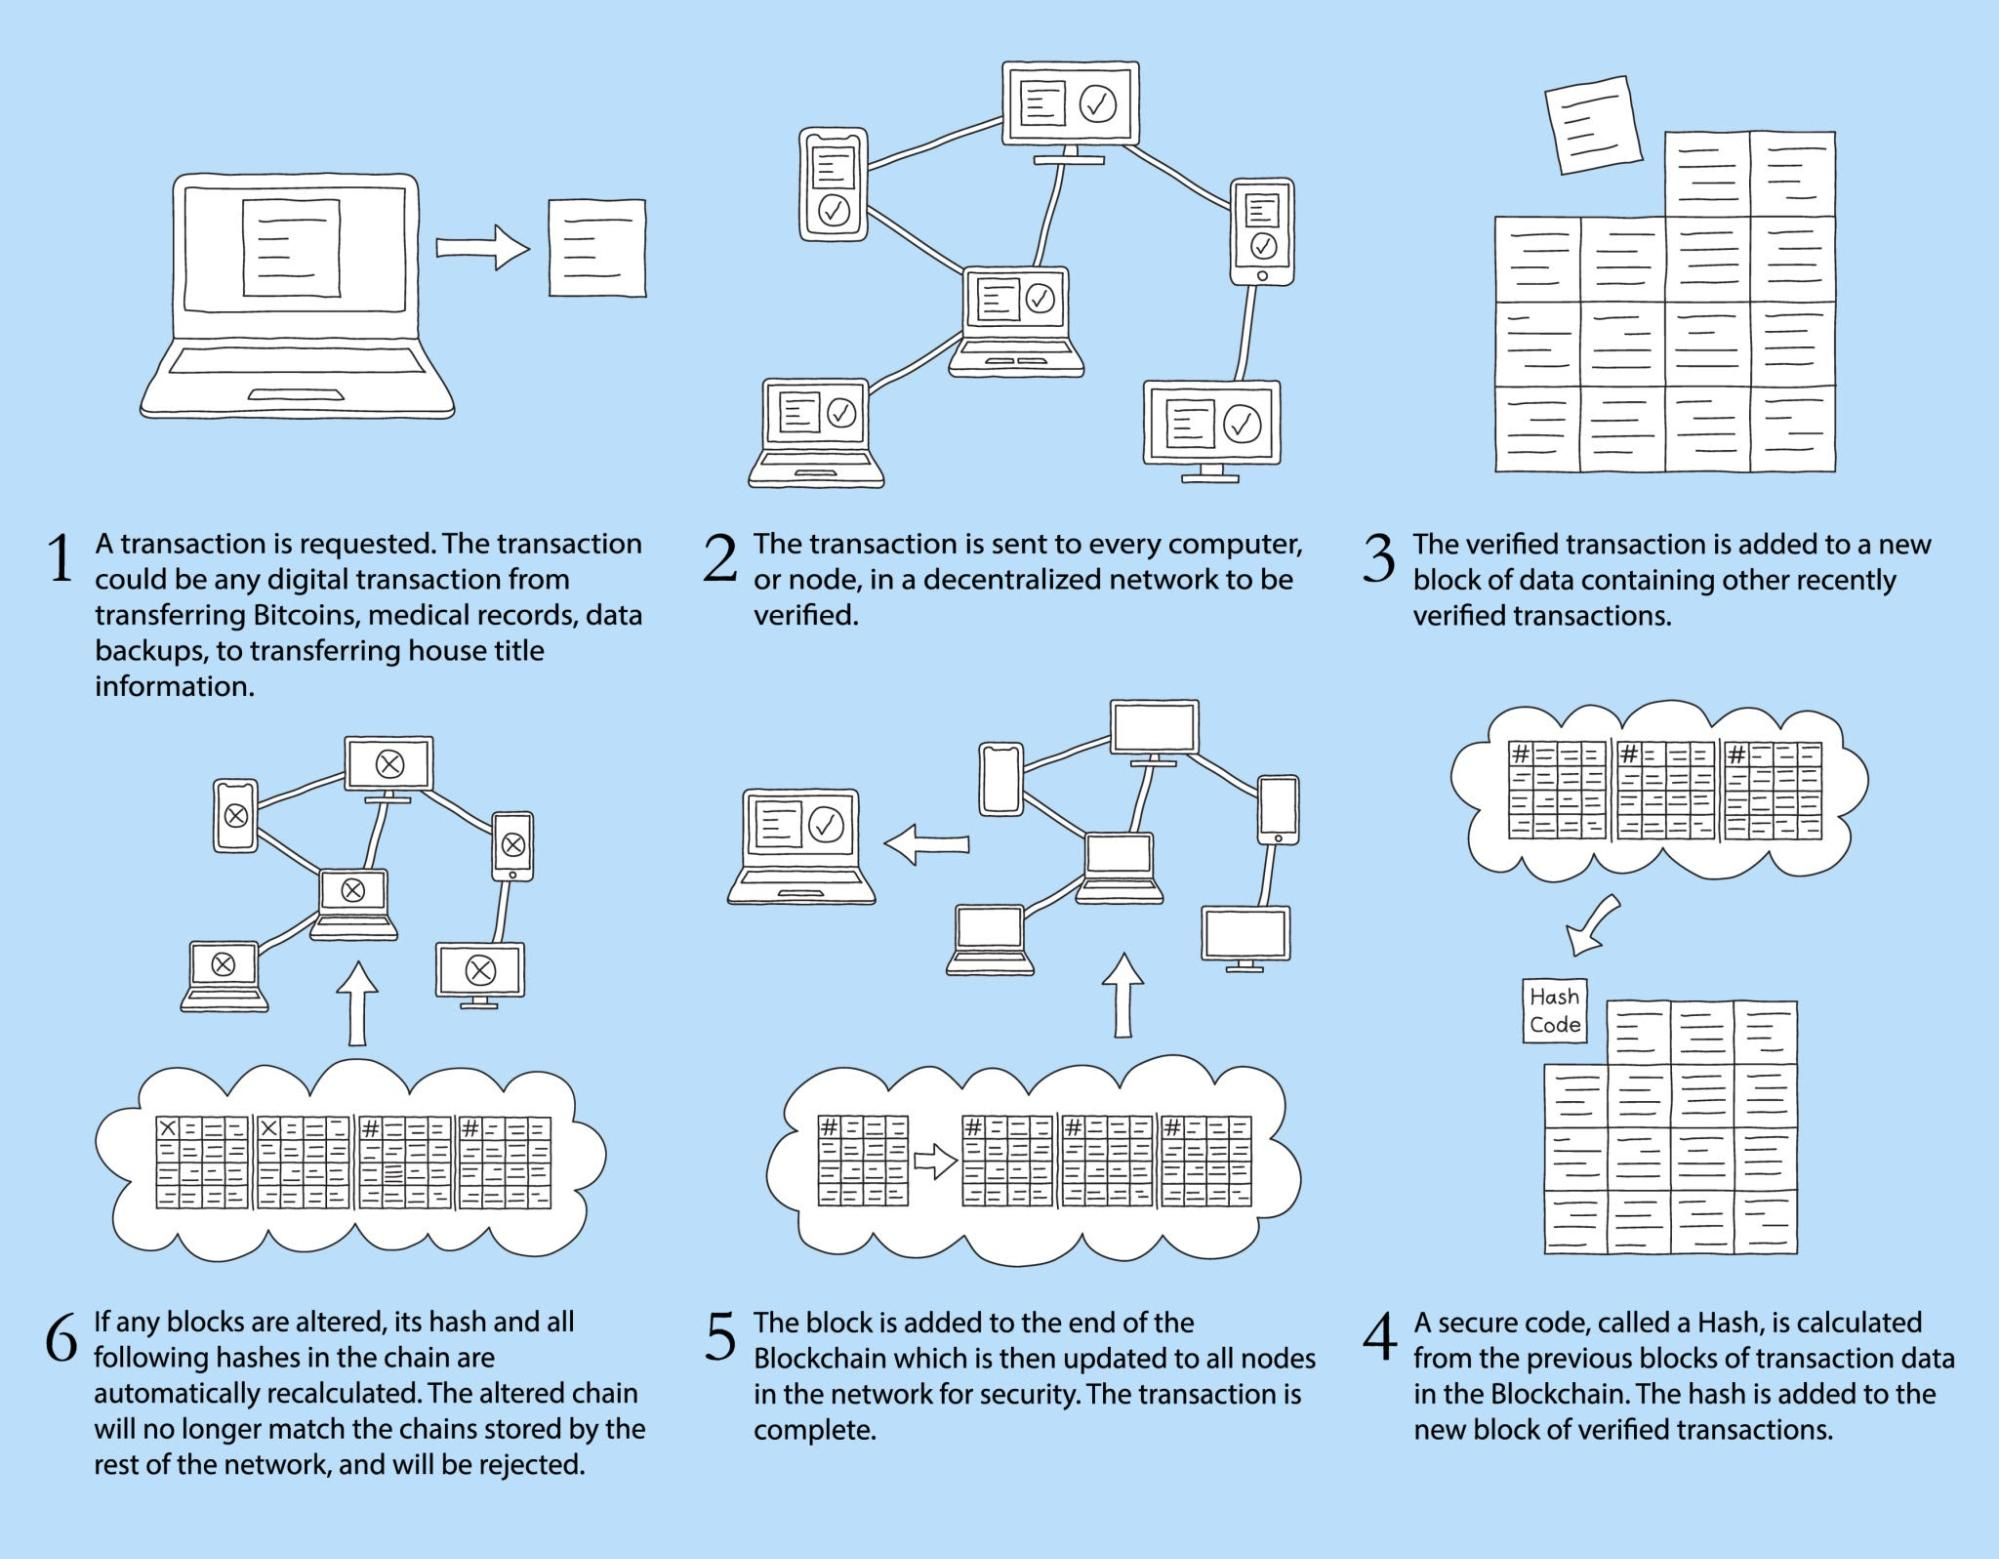 1 A transaction is requested. The transaction
could be any digital transaction from
transferring Bitcoins, medical records, data
backups, to transferring house title
information.
2 The transaction is sent to every computer,
or node, in a decentralized network to be
verified.
3 The verified transaction is added to a new
block of data containing other recently
verified transactions.
# # #
Hash
Code
4 A secure code, called a Hash, is calculated
from the previous blocks of transaction data
in the Blockchain. The hash is added to the
new block of verified transactions.
# # # #
5 The block is added to the end of the
Blockchain which is then updated to all nodes
in the network for security. The transaction is
complete.
X X # #
6 If any blocks are altered, its hash and all
following hashes in the chain are
automatically recalculated. The altered chain
will no longer match the chains stored by the
rest of the network, and will be rejected.